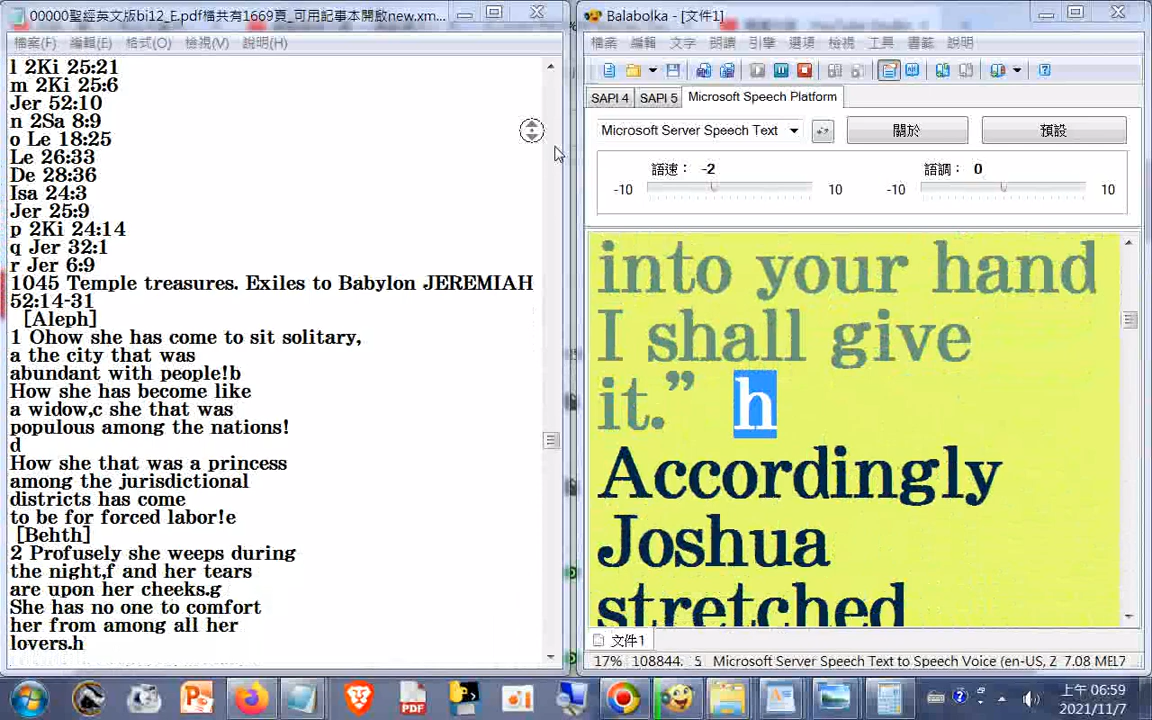 00000聖經英文版bi12_E.pdf檔共有1669頁_可用記事本開啟new.xm...
檔案(F) 編輯(E) 格式(O) 檢視(V) 說明(H)
l 2Ki 25:21
m 2Ki 25:6
Jer 52:10
n 2Sa 8:9
o Le 18:25
Le 26:33
De 28:36
Isa 24:3
Jer 25:9
p 2Ki 24:14
q Jer 32:1
r Jer 6:9
1045 Temple treasures. Exiles to Babylon JEREMIAH
52:14-31
[Aleph]
1 Ohow she has come to sit solitary,
a the city that was
abundant with people!b
How she has become like
a widow,c she that was
populous among the nations!
d
How she that was a princess
among the jurisdictional
districts has come
to be for forced labor!e
[Behth]
2 Profusely she weeps during
the night,f and her tears
are upon her cheeks.g
She has no one to comfort
her from among all her
lovers.h
Balabolka - [文件1]
檔案 編輯 文字 朗讀 引擎 選項 檢視 工具 書籤 說明
SAPI 4 SAPI 5 Microsoft Speech Platform
Microsoft Server Speech Text 關於 預設
語速： -2 語調： 0
-10 10 -10 10
into your hand
I shall give
it.” h
Accordingly
Joshua
stretched
文件1
17% 108844. 5 Microsoft Server Speech Text to Speech Voice (en-US, Z 7.08 MEL7
PDF
上午 06:59
2021/11/7